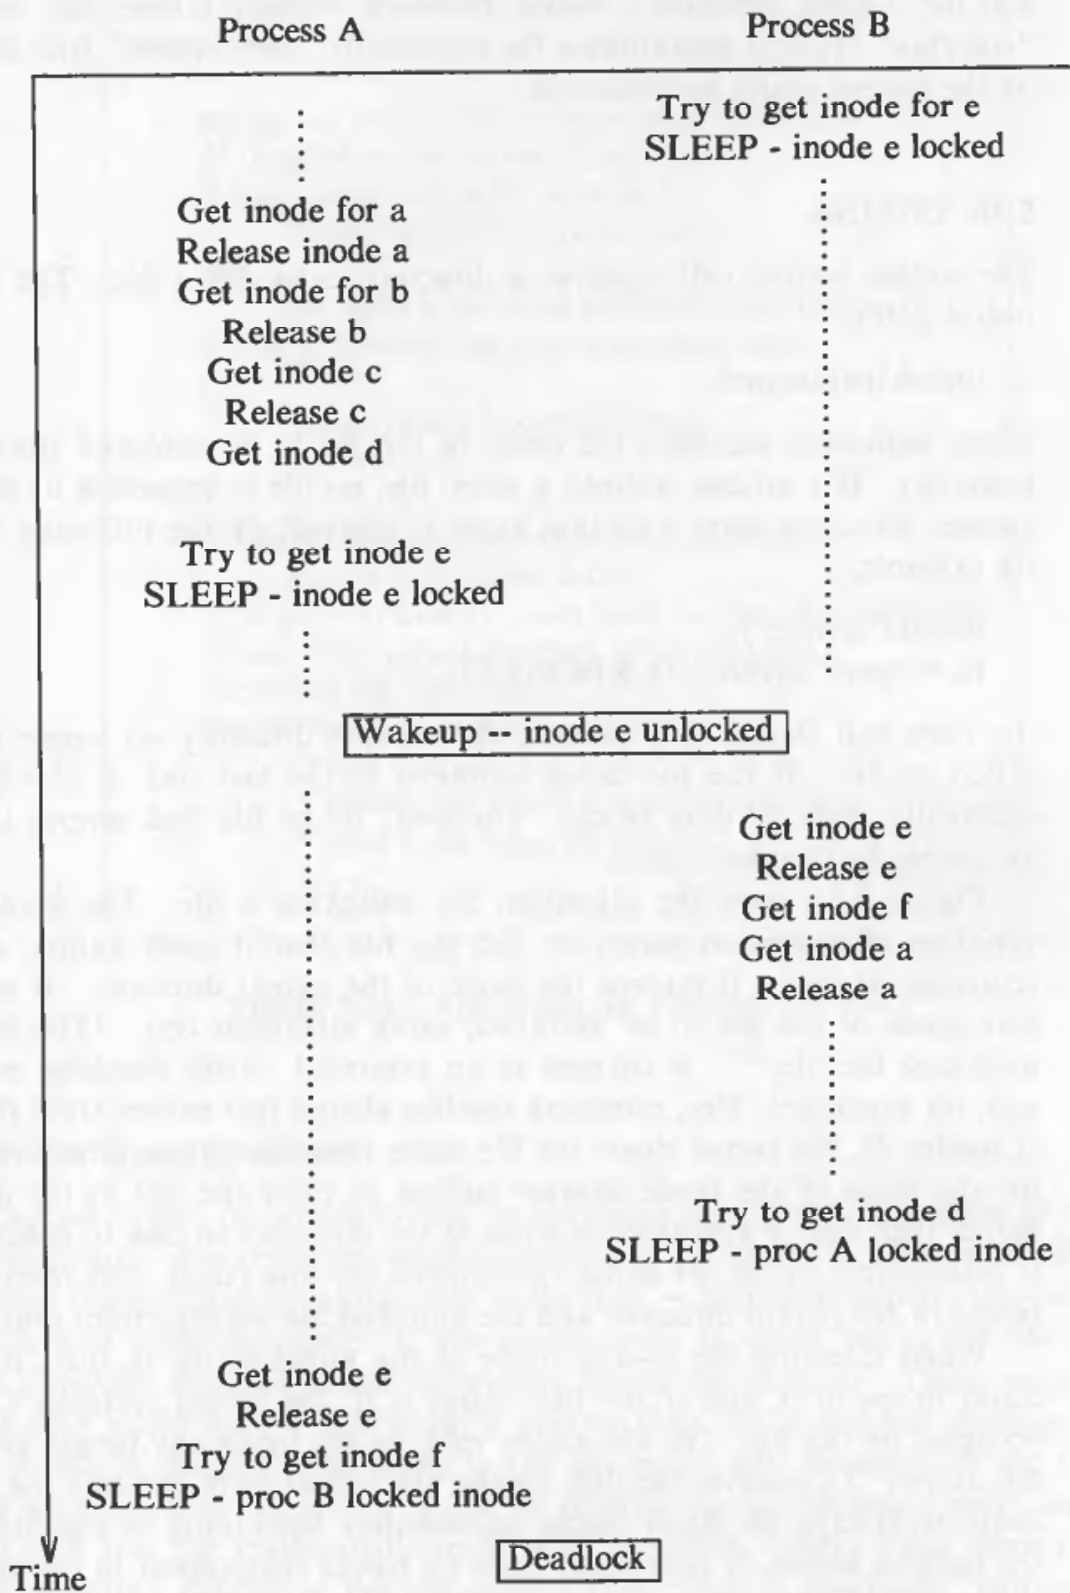 Process A
Process B
Try to get inode for e
SLEEP - inode e locked
Get inode for a
Release inode a
Get inode for b
Release b
Get inode c
Release c
Get inode d
Try to get inode e
SLEEP - inode e locked
Wakeup -- inode e unlocked
Get inode e
Release e
Get inode f
Get inode a
Release a
Try to get inode d
SLEEP - proc A locked inode
Get inode e
Release e
Try to get inode f
SLEEP - proc B locked inode
Deadlock
Time